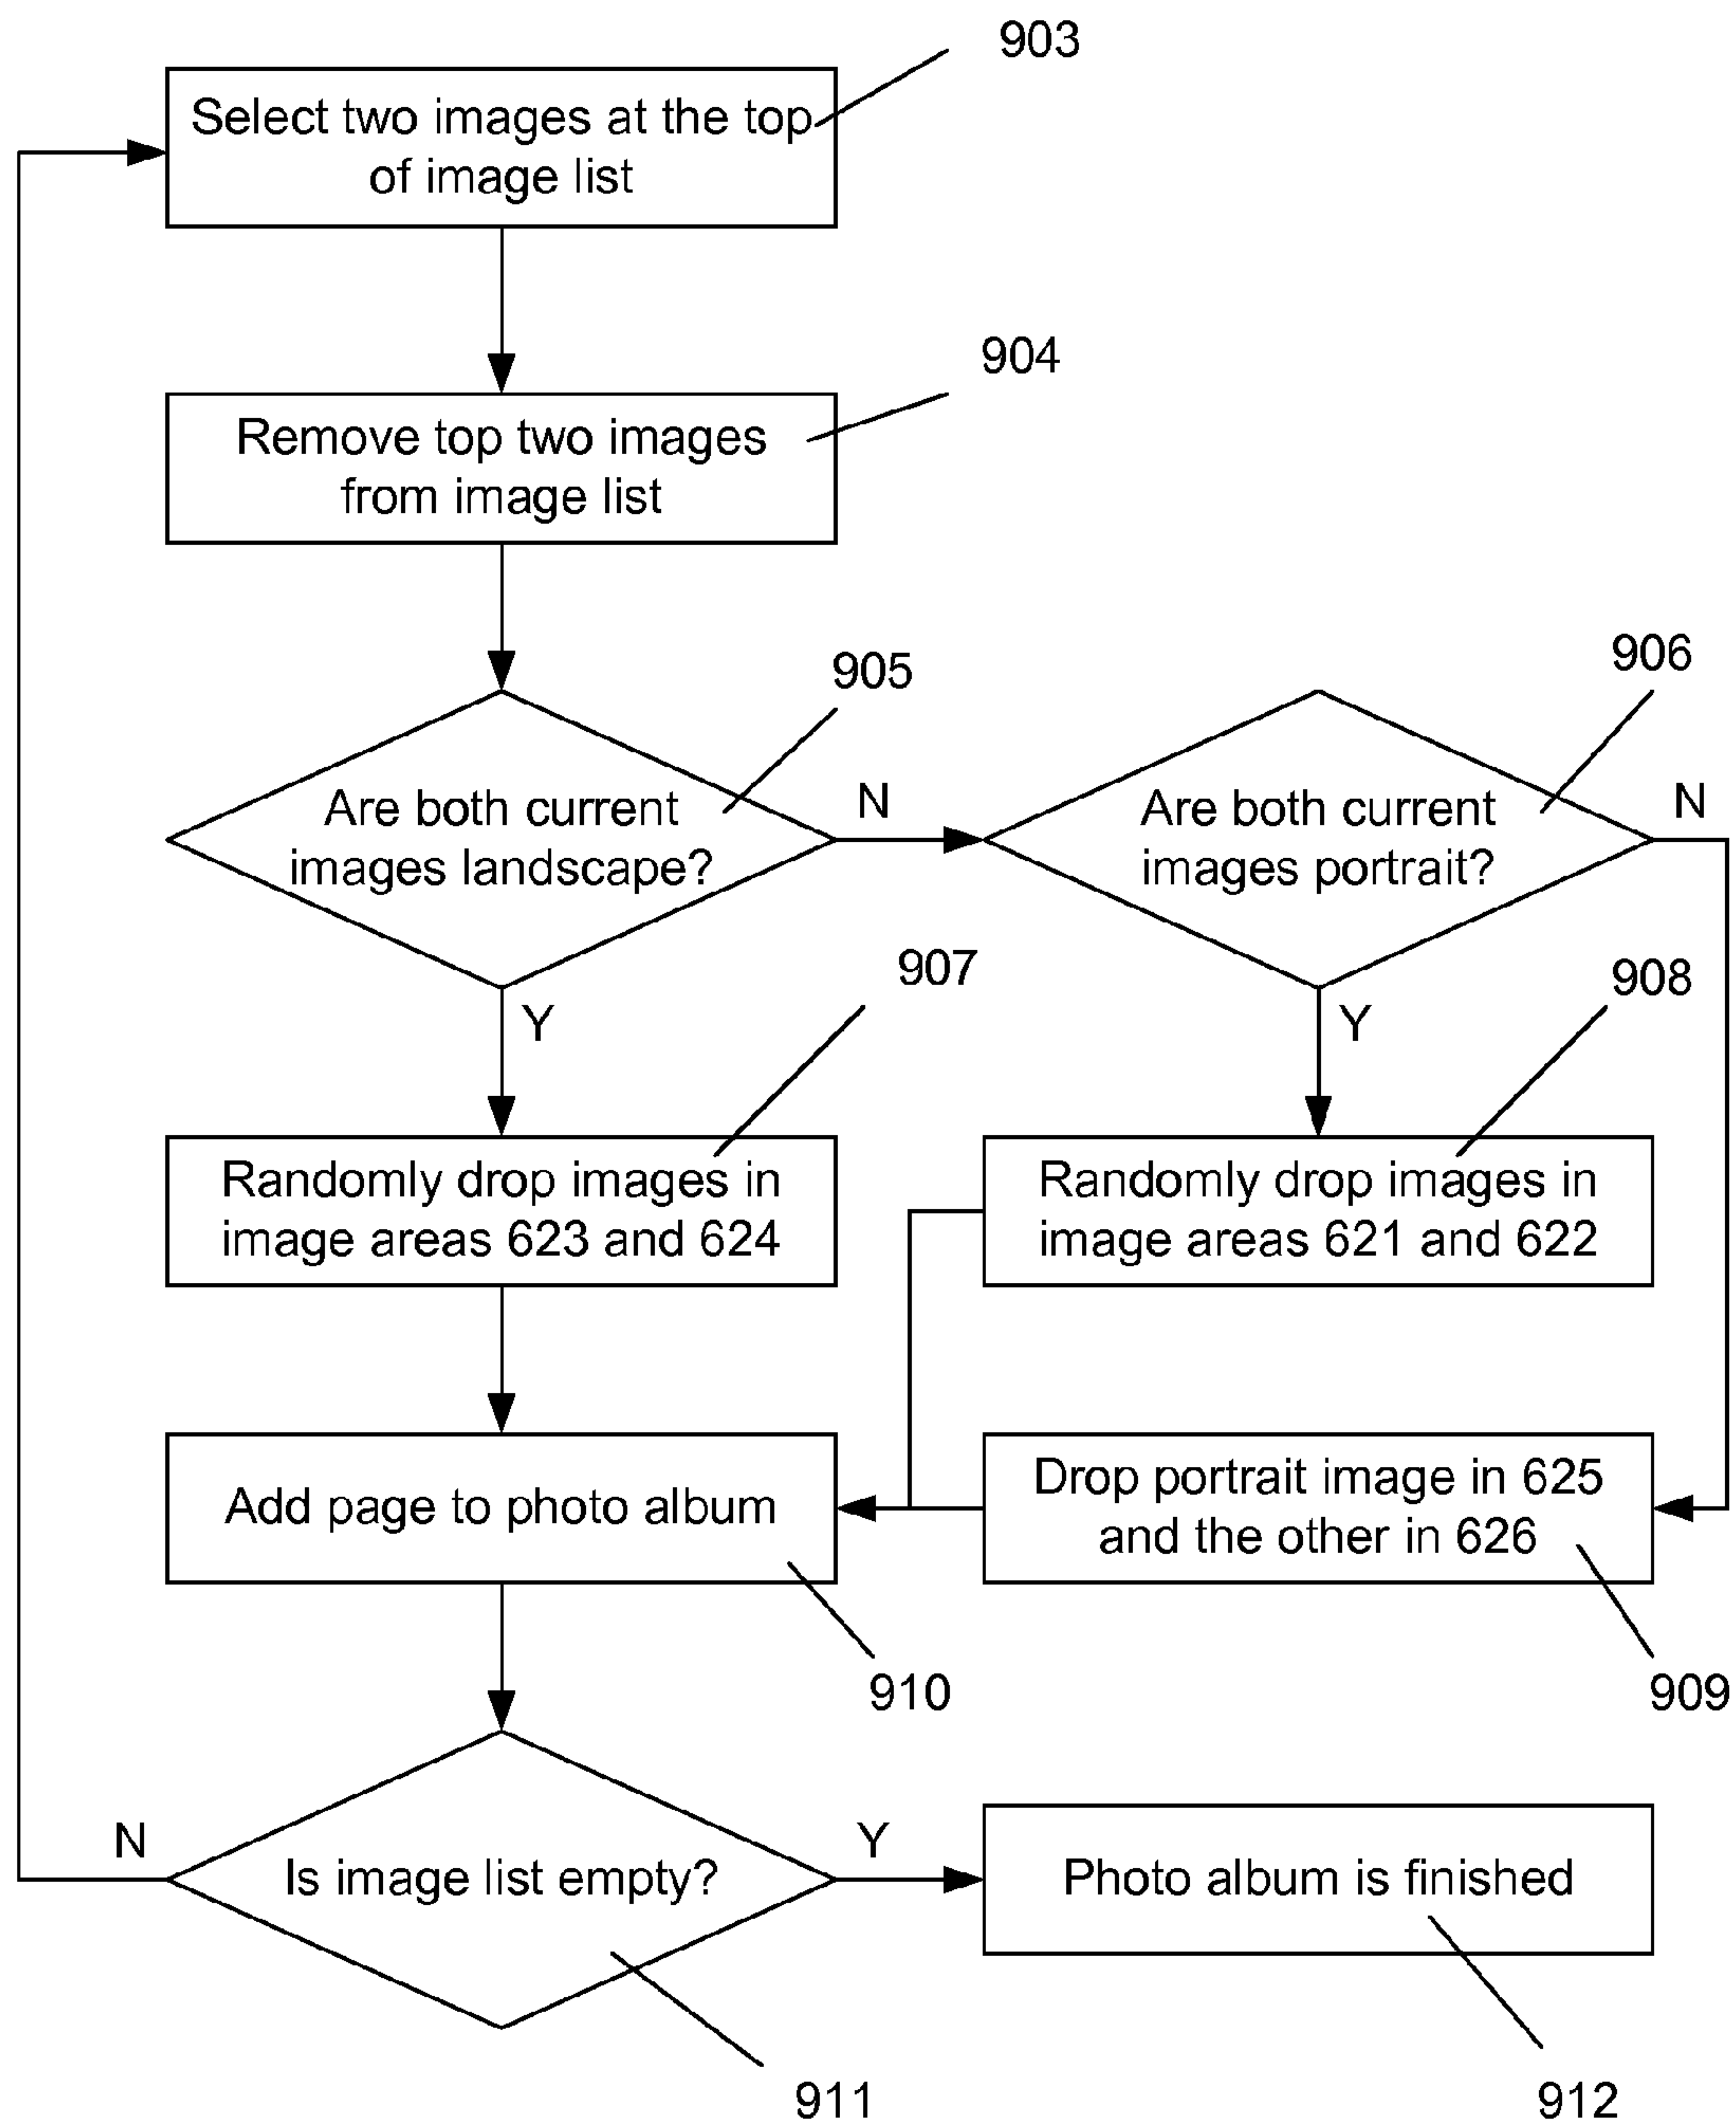 903
Select two images at the top
of image list
904
Remove top two images
from image list
905
906
Are both current
images landscape?
N
Are both current
images portrait?
N
907
908
Y
Y
Randomly drop images in
image areas 623 and 624
Randomly drop images in
image areas 621 and 622
Add page to photo album
Drop portrait image in 625
and the other in 626
910
909
N
Is image list empty?
Y
Photo album is finished
911
912